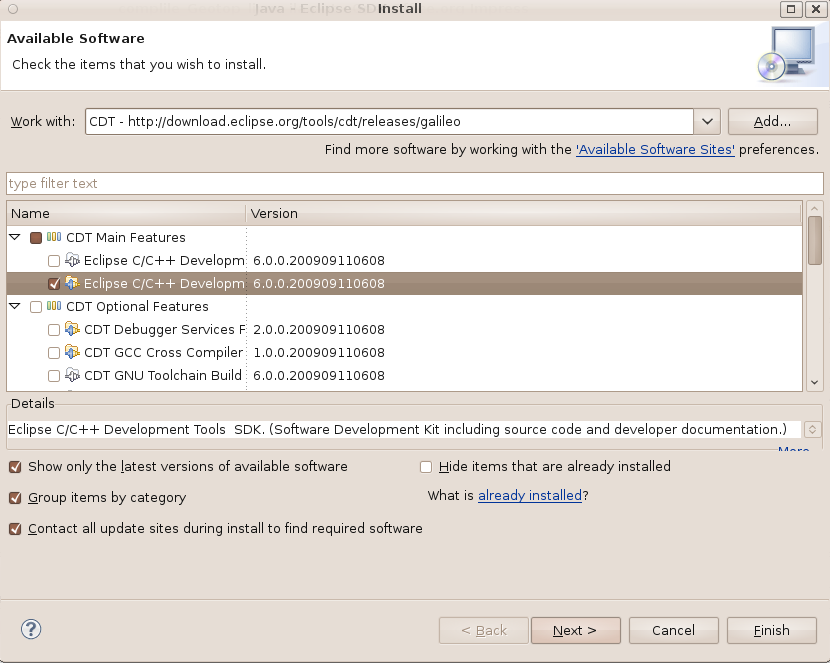 Java - Eclipse SD Install
Available Software
Check the items that you wish to install.
Work with: CDT - http://download.eclipse.org/tools/cdt/releases/galileo Add...
Find more software by working with the 'Available Software Sites' preferences.
type filter text
Name Version
CDT Main Features
Eclipse C/C++ Developm 6.0.0.200909110608
Eclipse C/C++ Developm 6.0.0.200909110608
CDT Optional Features
CDT Debugger Services F 2.0.0.200909110608
CDT GCC Cross Compiler 1.0.0.200909110608
CDT GNU Toolchain Build 6.0.0.200909110608
Details
Eclipse C/C++ Development Tools SDK. (Software Development Kit including source code and developer documentation.)
More
Show only the latest versions of available software Hide items that are already installed
Group items by category What is already installed?
Contact all update sites during install to find required software
? < Back Next > Cancel Finish